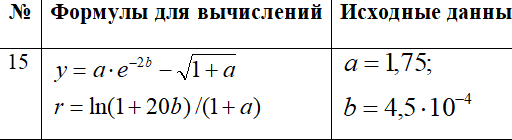 № Формулы для вычислений Исходные данны
15 y = a·e^{-2b} − √(1 + a) a = 1,75;
r = ln(1 + 20b) /(1 + a) b = 4,5·10^{-4}